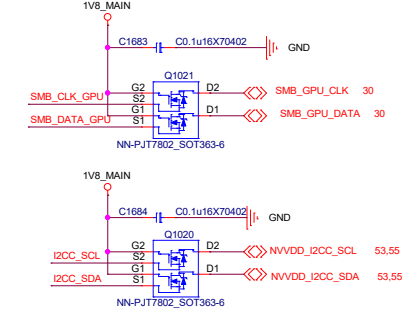 1V8_MAIN
C1683 C0.1u16X70402 GND
Q1021
G2 D2 SMB_GPU_CLK 30
SMB_CLK_GPU S2
G1 D1 SMB_GPU_DATA 30
SMB_DATA_GPU S1
NN-PJT7802_SOT363-6
1V8_MAIN
C1684 C0.1u16X70402 GND
Q1020
G2 D2 NVVDD_I2CC_SCL 53,55
I2CC_SCL S2
G1 D1 NVVDD_I2CC_SDA 53,55
I2CC_SDA S1
NN-PJT7802_SOT363-6